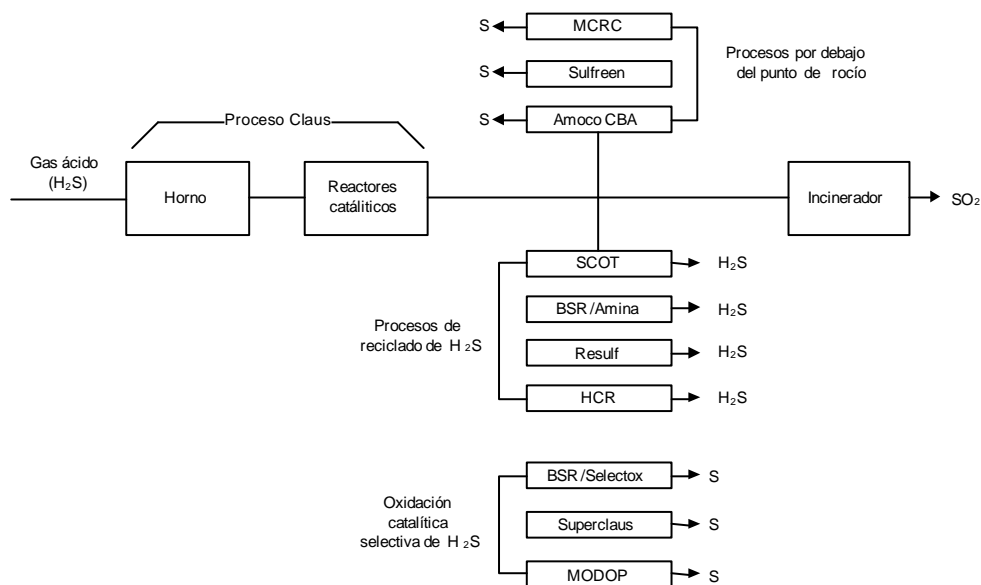 S
MCRC
Procesos por debajo
del punto de rocío
S
Sulfreen
S
Amoco CBA
Proceso Claus
Gas ácido
(H₂S)
Horno
Reactores
catáliticos
Incinerador
SO₂
SCOT
H₂S
BSR/Amina
H₂S
Procesos de
reciclado de H₂S
Resulf
H₂S
HCR
H₂S
BSR/Selectox
S
Oxidación
catalítica
selectiva de H₂S
Superclaus
S
MODOP
S